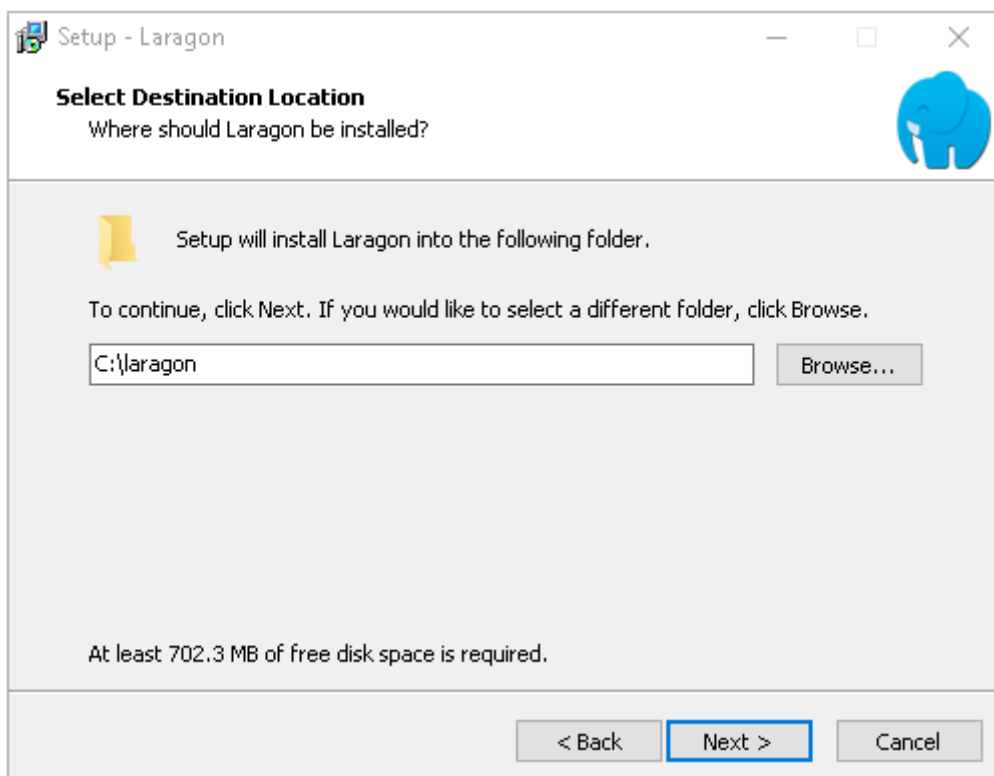 Setup - Laragon
Select Destination Location
Where should Laragon be installed?
Setup will install Laragon into the following folder.
To continue, click Next. If you would like to select a different folder, click Browse.
C:\laragon
Browse...
At least 702.3 MB of free disk space is required.
< Back
Next >
Cancel